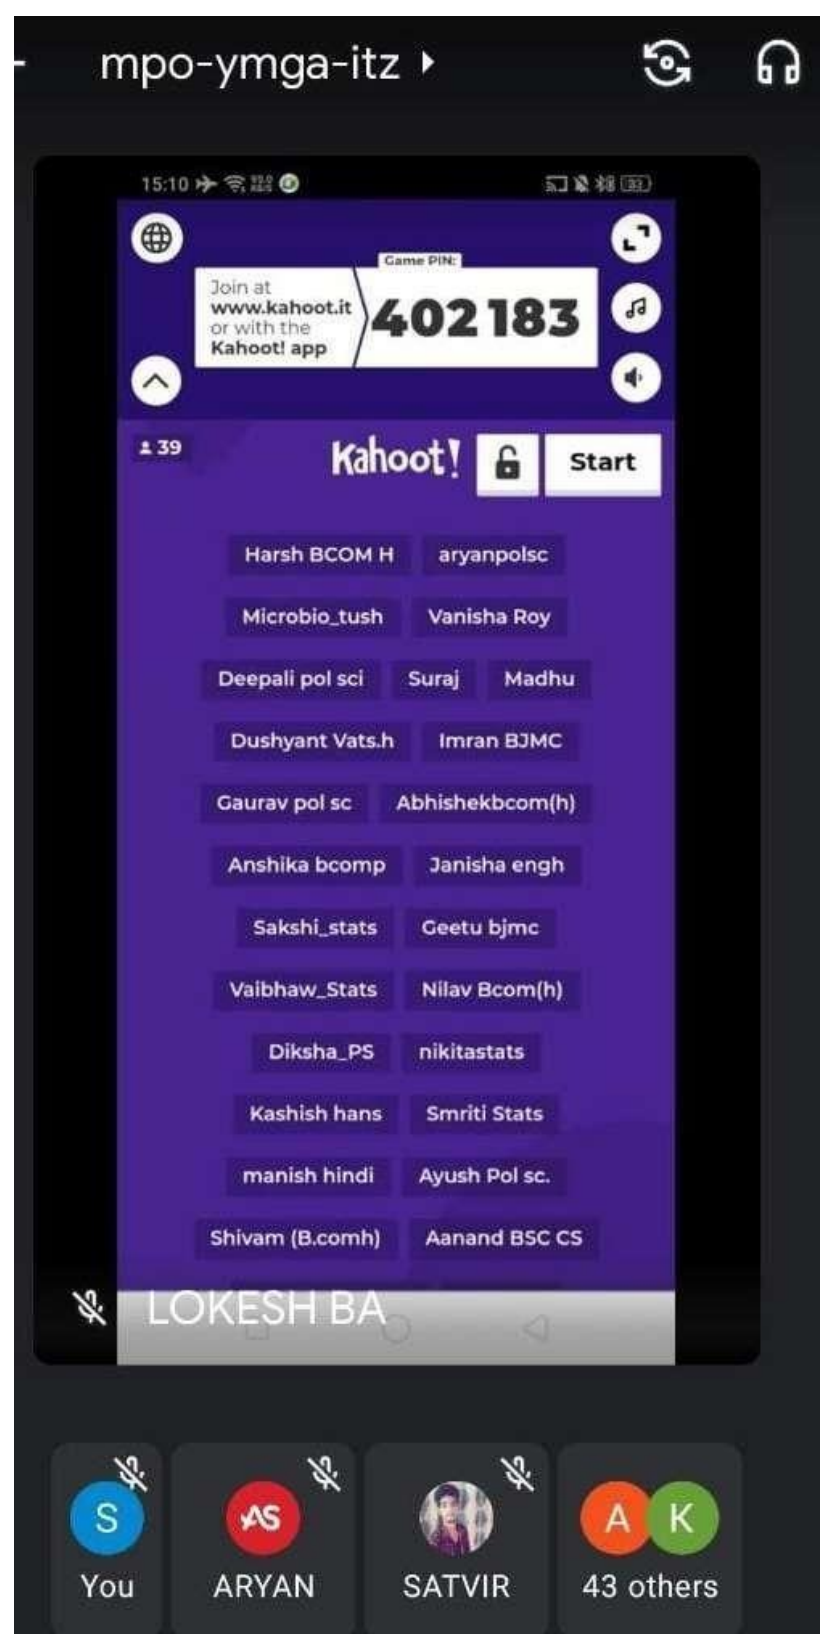 mpo-ymga-itz
15:10
33
Game PIN:
Join at
www.kahoot.it
or with the
Kahoot! app
402 183
39
Kahoot!
Start
Harsh BCOM H aryanpolsc
Microbio_tush Vanisha Roy
Deepali pol sci Suraj Madhu
Dushyant Vats.h Imran BJMC
Gaurav pol sc Abhishekbcom(h)
Anshika bcomp Janisha engh
Sakshi_stats Geetu bjmc
Vaibhaw_Stats Nilav Bcom(h)
Diksha_PS nikitastats
Kashish hans Smriti Stats
manish hindi Ayush Pol sc.
Shivam (B.comh) Aanand BSC CS
LOKESH BA
S AS A K
You ARYAN SATVIR 43 others